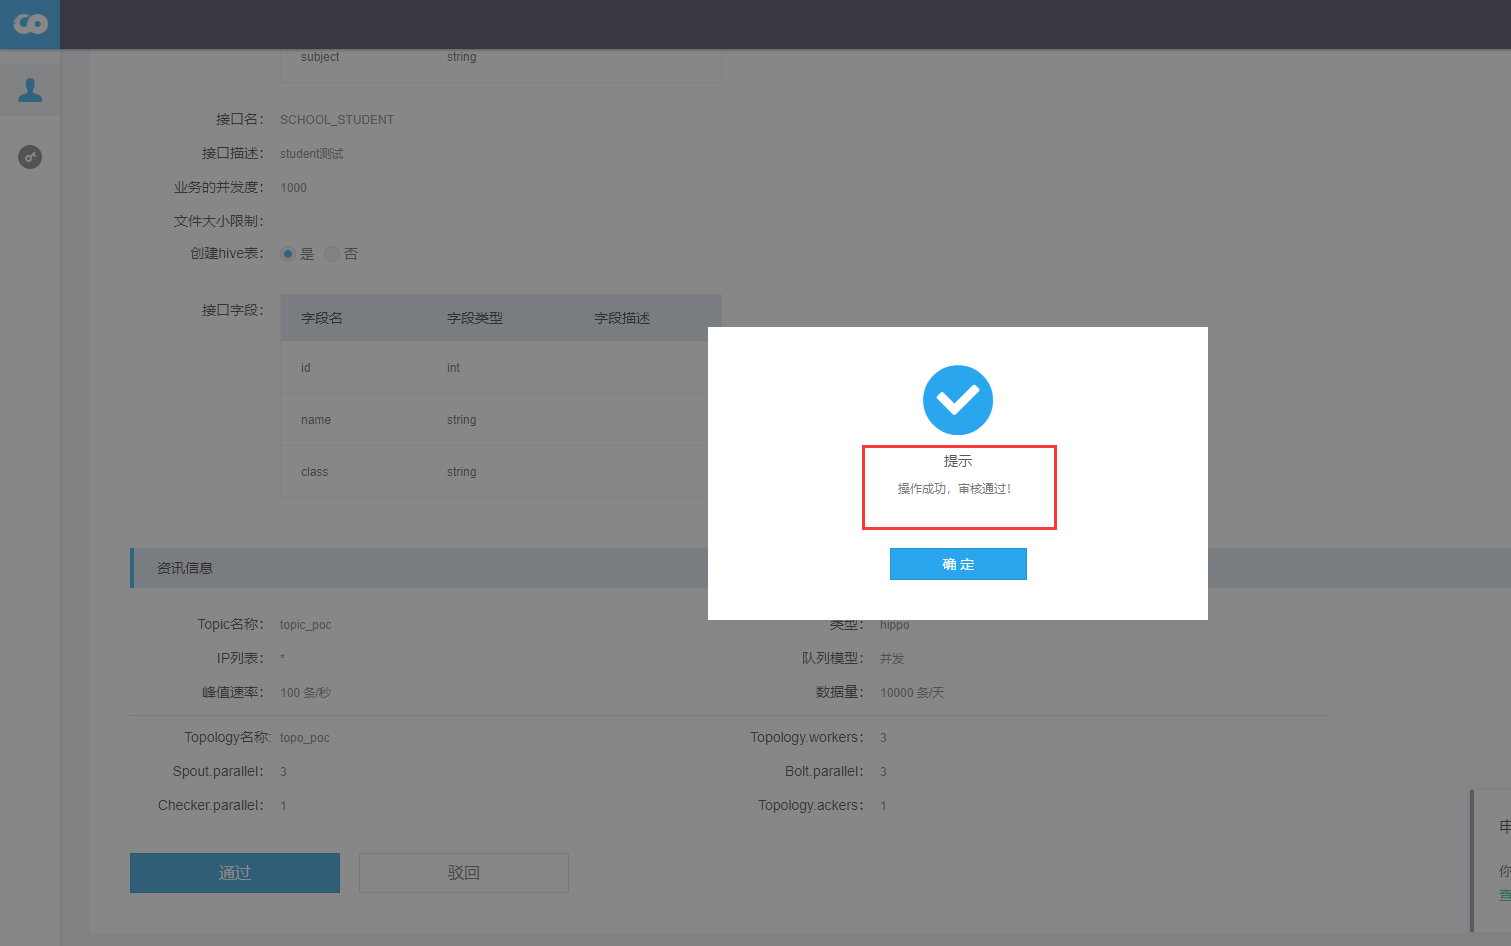 subject string
接口名： SCHOOL_STUDENT
接口描述： student测试
业务的并发度： 1000
文件大小限制：
创建hive表： 是 否
接口字段： 字段名 字段类型 字段描述
id int
name string
class string
提示
操作成功，审核通过！
确 定
资讯信息
Topic名称： topic_poc 类型： hippo
IP列表： * 队列模型： 并发
峰值速率： 100 条/秒 数据量： 10000 条/天
Topology名称: topo_poc Topology.workers： 3
Spout.parallel： 3 Bolt.parallel： 3
Checker.parallel： 1 Topology.ackers： 1
通过 驳回
你
查